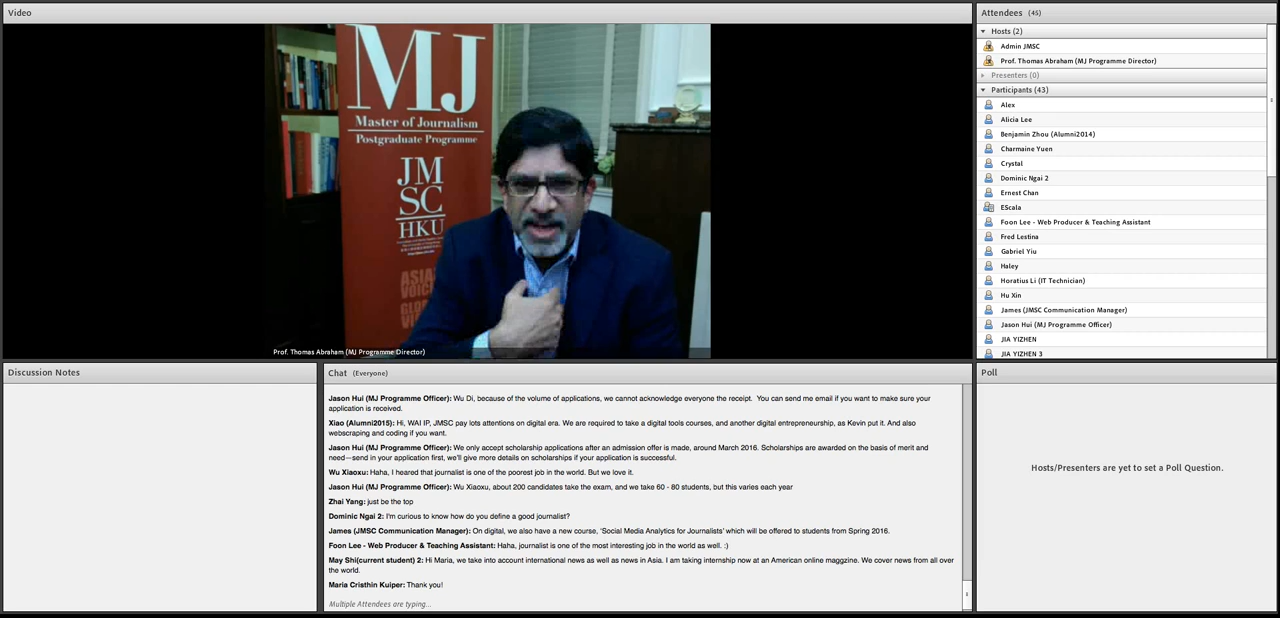 Video
MJ
Master of Journalism
Postgraduate Programme
JM
SC
HKU
ASIA
VOIC
GLO
Prof. Thomas Abraham (MJ Programme Director)
Attendees (45)
Hosts (2)
Admin JMSC
Prof. Thomas Abraham (MJ Programme Director)
Presenters (0)
Participants (43)
Alex
Alicia Lee
Benjamin Zhou (Alumni2014)
Charmaine Yuen
Crystal
Dominic Ngai 2
Ernest Chan
EScala
Foon Lee - Web Producer & Teaching Assistant
Fred Lestina
Gabriel Yiu
Haley
Horatius Li (IT Technician)
Hu Xin
James (JMSC Communication Manager)
Jason Hui (MJ Programme Officer)
JIA YIZHEN
JIA YIZHEN 3
Discussion Notes
Chat (Everyone)
Jason Hui (MJ Programme Officer): Wu Di, because of the volume of applications, we cannot acknowledge everyone the receipt. You can send me email if you want to make sure your
application is received.
Xiao (Alumni2015): Hi, WAI IP, JMSC pay lots attentions on digital era. We are required to take a digital tools courses, and another digital entrepreneurship, as Kevin put it. And also
webscraping and coding if you want.
Jason Hui (MJ Programme Officer): We only accept scholarship applications after an admission offer is made, around March 2016. Scholarships are awarded on the basis of merit and
need—send in your application first, we'll give more details on scholarships if your application is successful.
Wu Xiaoxu: Haha, I heared that journalist is one of the poorest job in the world. But we love it.
Jason Hui (MJ Programme Officer): Wu Xiaoxu, about 200 candidates take the exam, and we take 60 - 80 students, but this varies each year
Zhai Yang: just be the top
Dominic Ngai 2: I'm curious to know how do you define a good journalist?
James (JMSC Communication Manager): On digital, we also have a new course, 'Social Media Analytics for Journalists' which will be offered to students from Spring 2016.
Foon Lee - Web Producer & Teaching Assistant: Haha, journalist is one of the most interesting job in the world as well. :)
May Shi(current student) 2: Hi Maria, we take into account international news as well as news in Asia. I am taking internship now at an American online maggzine. We cover news from all over
the world.
Maria Cristhin Kuiper: Thank you!
Multiple Attendees are typing...
Poll
Hosts/Presenters are yet to set a Poll Question.